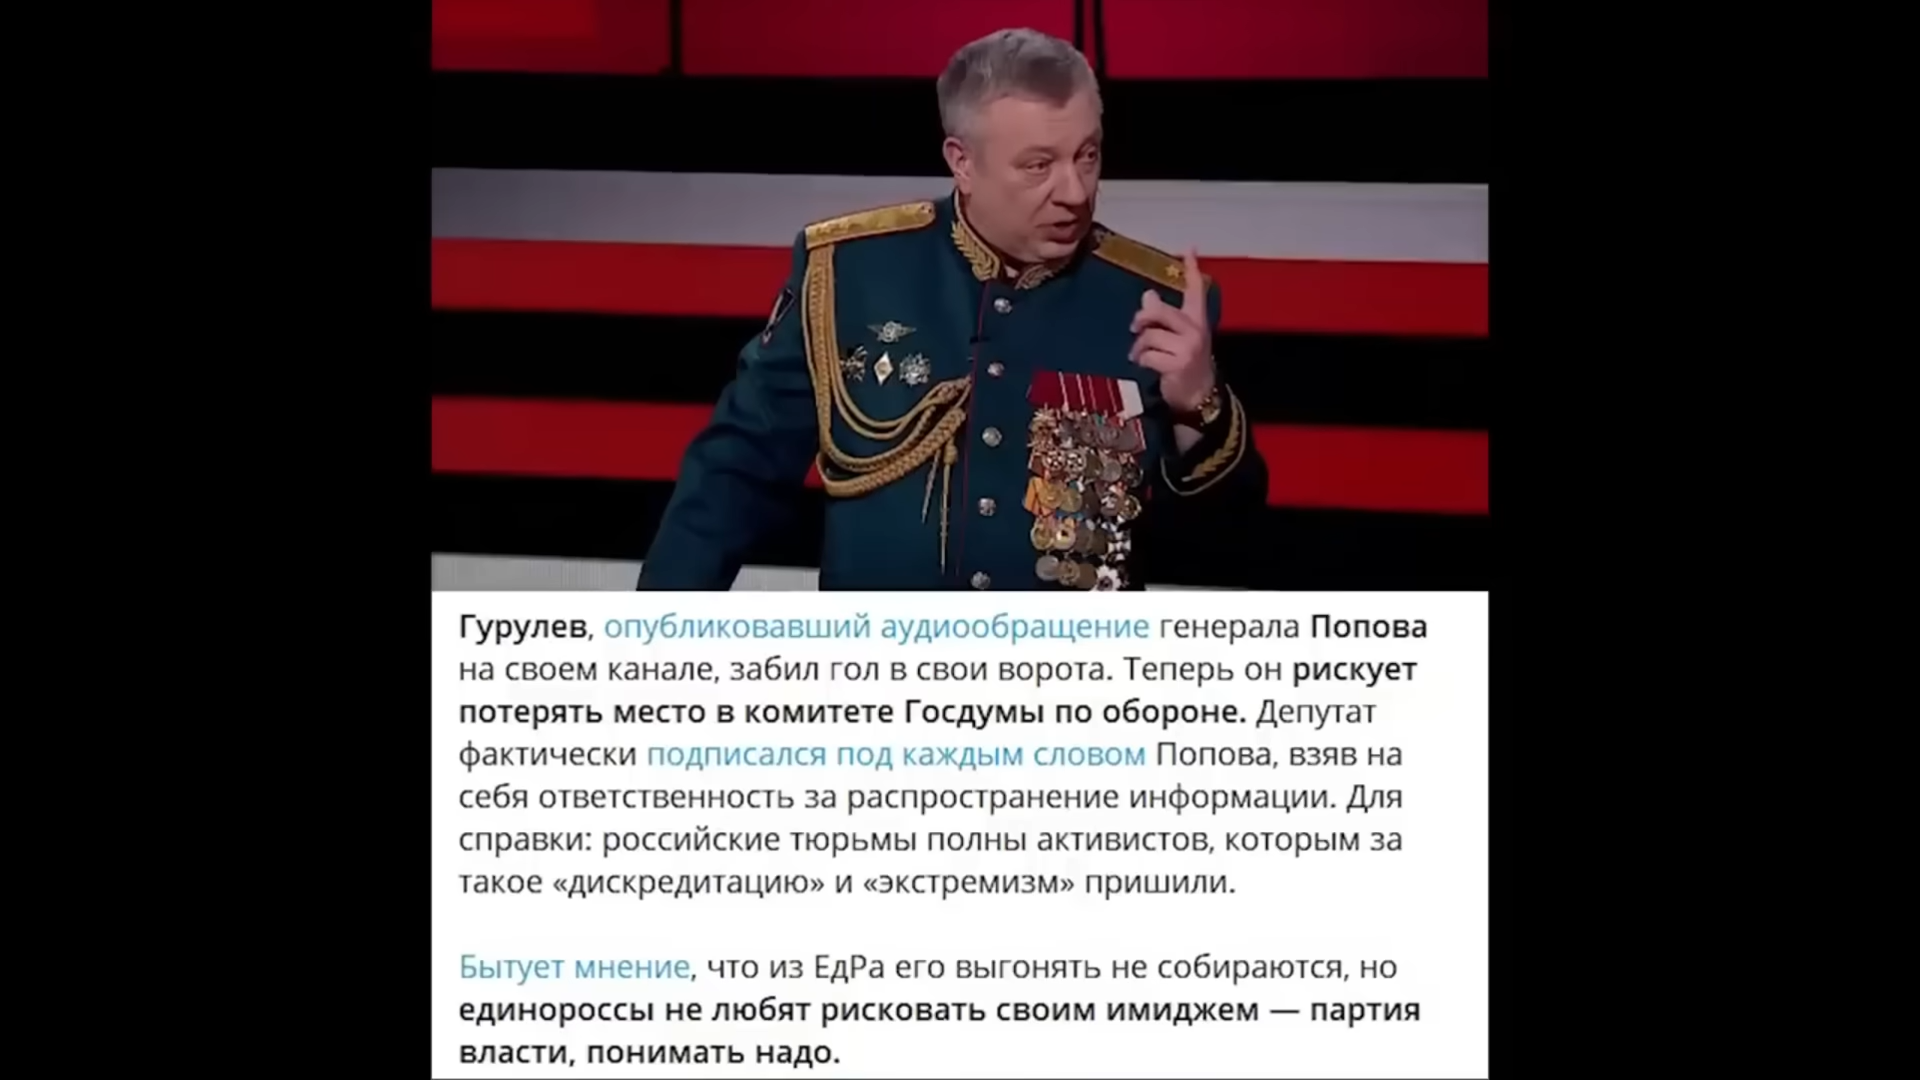 Гурулев, опубликовавший аудиообращение генерала Попова
на своем канале, забил гол в свои ворота. Теперь он рискует
потерять место в комитете Госдумы по обороне. Депутат
фактически подписался под каждым словом Попова, взяв на
себя ответственность за распространение информации. Для
справки: российские тюрьмы полны активистов, которым за
такое «дискредитацию» и «экстремизм» пришили.
Бытует мнение, что из ЕдРа его выгонять не собираются, но
единороссы не любят рисковать своим имиджем — партия
власти, понимать надо.